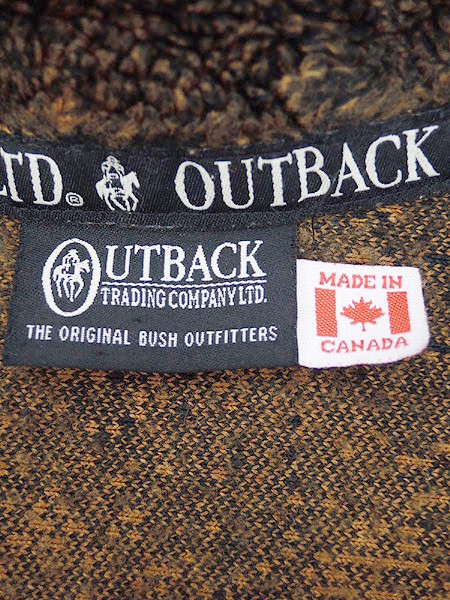 LTD.® OUTBACK
OUTBACK
TRADING COMPANY LTD.
THE ORIGINAL BUSH OUTFITTERS
MADE IN
CANADA